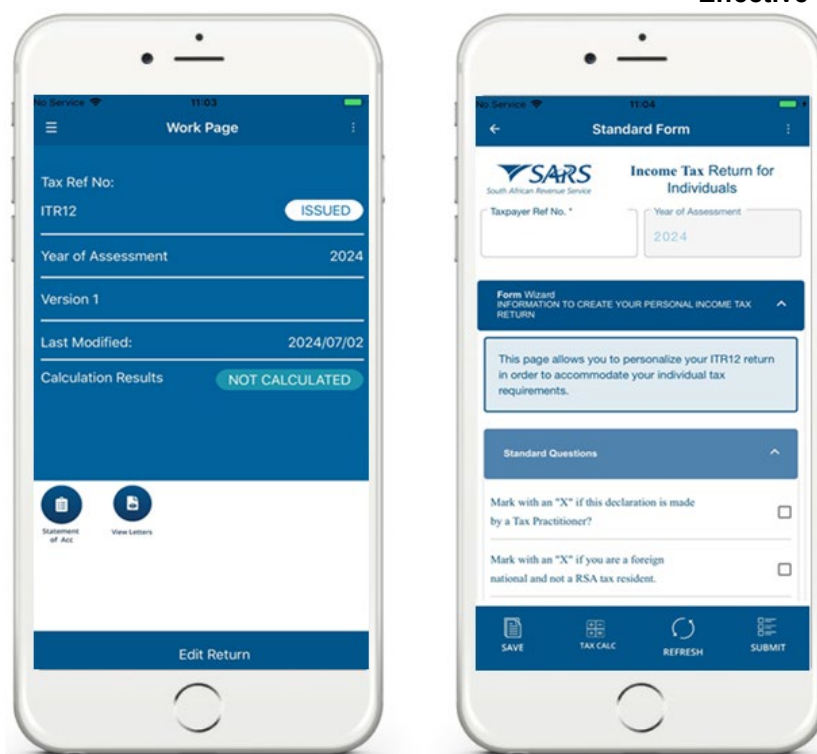 No Service 11:03
Work Page
Tax Ref No:
ITR12 ISSUED
Year of Assessment 2024
Version 1
Last Modified: 2024/07/02
Calculation Results NOT CALCULATED
Statement
of Acc
View Letters
Edit Return
No Service 11:04
Standard Form
SARS
South African Revenue Service
Income Tax Return for
Individuals
Taxpayer Ref No. *
Year of Assessment
2024
Form Wizard
INFORMATION TO CREATE YOUR PERSONAL INCOME TAX
RETURN
This page allows you to personalize your ITR12 return
in order to accommodate your individual tax
requirements.
Standard Questions
Mark with an "X" if this declaration is made
by a Tax Practitioner?
Mark with an "X" if you are a foreign
national and not a RSA tax resident.
SAVE TAX CALC REFRESH SUBMIT